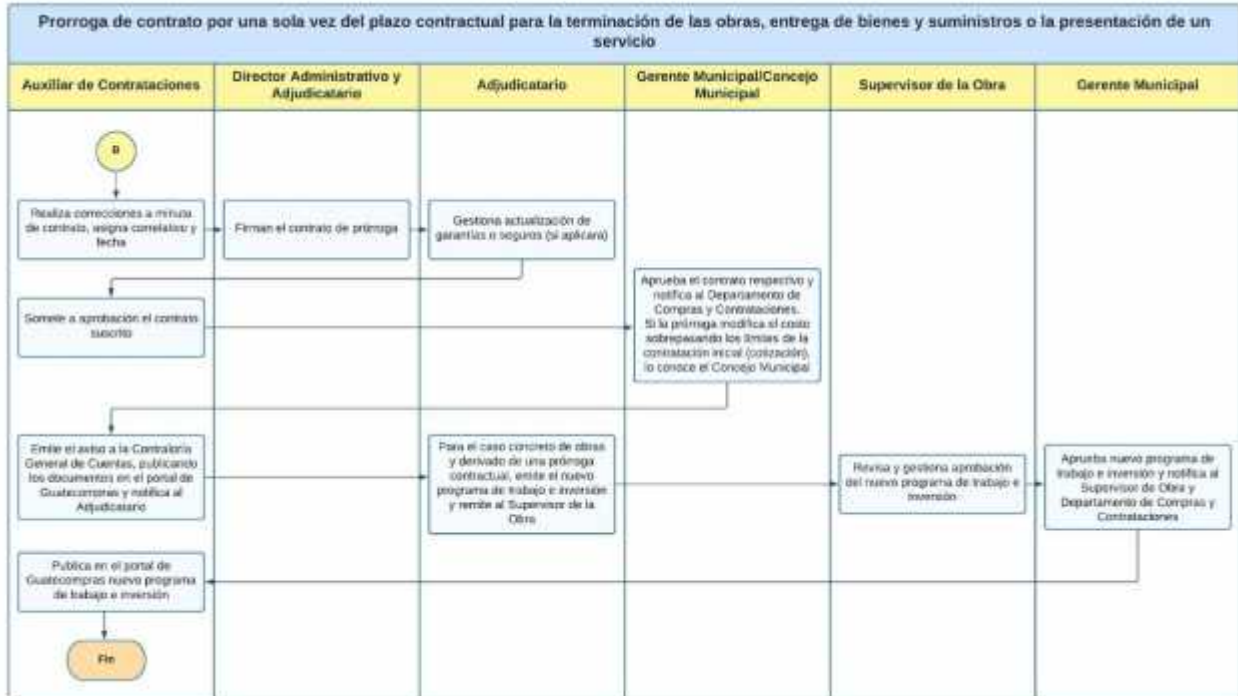 Prorroga de contrato por una sola vez del plazo contractual para la terminación de las obras, entrega de bienes y suministros o la presentación de un
servicio
Auxiliar de Contrataciones
Director Administrativo y
Adjudicatario
Adjudicatario
Gerente Municipal/Concejo
Municipal
Supervisor de la Obra
Gerente Municipal
B
Realiza correcciones a minuta
de contrato, asigna correlativo y
fecha
Firman el contrato de prórroga
Gestiona actualización de
garantías o seguros (si aplicara)
Somete a aprobación el contrato
suscrito
Aprueba el contrato respectivo y
notifica al Departamento de
Compras y Contrataciones.
Si la prórroga modifica el costo
sobrepasando los límites de la
contratación inicial (cotización),
lo conoce el Concejo Municipal
Emite el aviso a la Contraloría
General de Cuentas, publicando
los documentos en el portal de
Guatecompras y notifica al
Adjudicatario
Para el caso concreto de obras
y derivado de una prórroga
contractual, emite el nuevo
programa de trabajo e inversión
y remite al Supervisor de la
Obra
Revisa y gestiona aprobación
del nuevo programa de trabajo e
inversión
Aprueba nuevo programa de
trabajo e inversión y notifica al
Supervisor de Obra y
Departamento de Compras y
Contrataciones
Publica en el portal de
Guatecompras nuevo programa
de trabajo e inversión
Fin